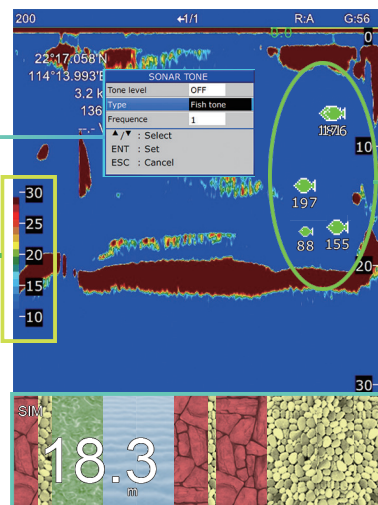 200 1/1 R:A G:56
0.0
0
22°17.058'N
114°13.993'E
3.2 k
136
SONAR TONE
Tone level OFF
Type Fish tone
Frequence 1
▲/▼ : Select
ENT : Set
ESC : Cancel
10
197
88 155
20
30
-30
-25
-20
-15
-10
SIM
18.3
m